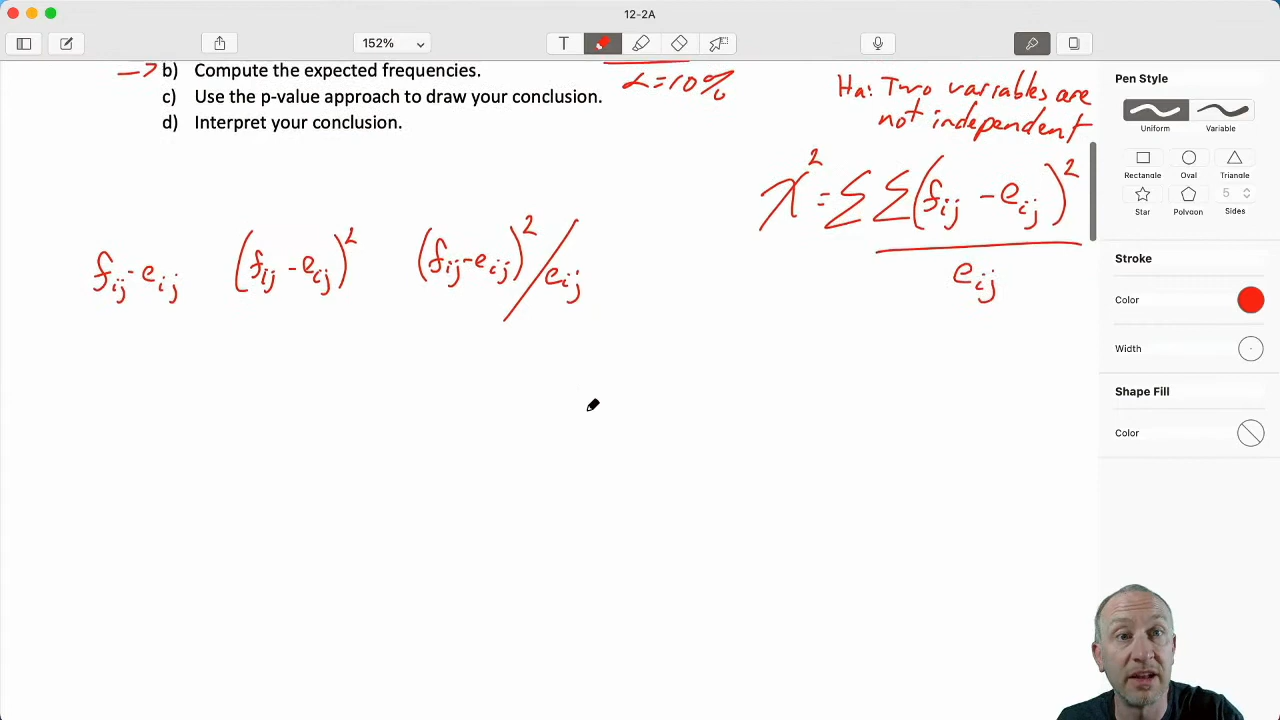 12-2A
152%
T
b) Compute the expected frequencies.
c) Use the p-value approach to draw your conclusion.
d) Interpret your conclusion.
α=10%
Ha: Two variables are
not independent
χ² = ΣΣ(fij - eij)²
eij
fij - eij (fij - eij)² (fij - eij)² / eij
Pen Style
Uniform Variable
Rectangle Oval Triangle
Star Polygon 5 Sides
Stroke
Color
Width
Shape Fill
Color